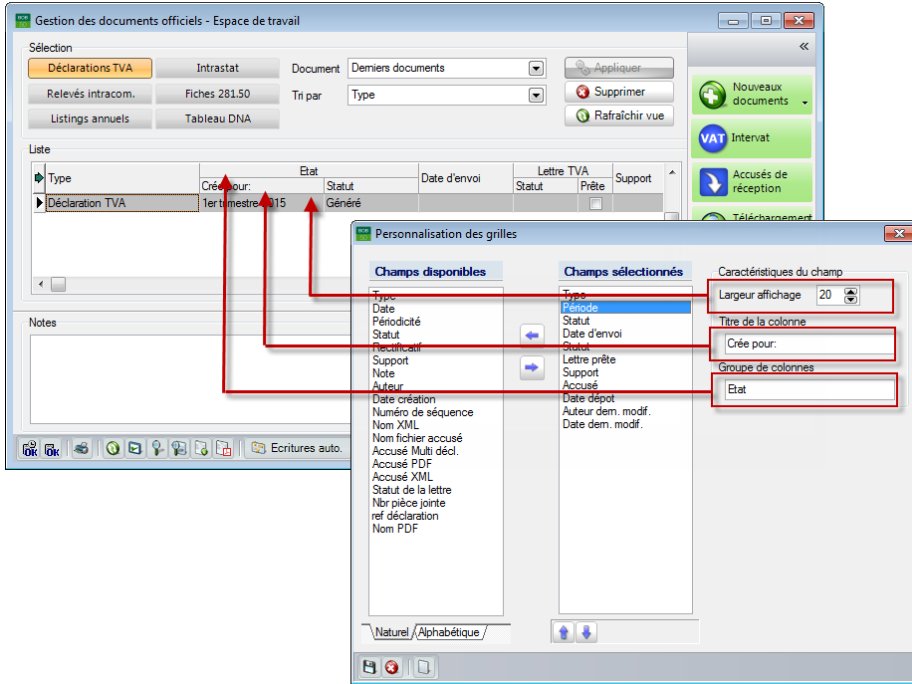 Gestion des documents officiels - Espace de travail
Sélection
Déclarations TVA
Intrastat
Document
Derniers documents
Appliquer
Relevés intracom.
Fiches 281.50
Tri par
Type
Supprimer
Listings annuels
Tableau DNA
Rafraîchir vue
«
Nouveaux
documents
VAT
Intervat
Accusés de
réception
Téléchargement
Liste
Type
Etat
Crée pour:
Statut
Date d'envoi
Lettre TVA
Statut
Prête
Support
Déclaration TVA
1er trimestre 2015
Généré
Notes
OK
OK
Ecritures auto.
Personnalisation des grilles
Champs disponibles
Type
Date
Périodicité
Statut
Rectificatif
Support
Note
Auteur
Date création
Numéro de séquence
Nom XML
Nom fichier accusé
Accusé Multi décl.
Accusé PDF
Accusé XML
Statut de la lettre
Nbr pièce jointe
ref déclaration
Nom PDF
Naturel
Alphabétique
Champs sélectionnés
Type
Période
Statut
Date d'envoi
Statut
Lettre prête
Support
Accusé
Date dépot
Auteur dern. modif.
Date dern. modif.
Caractéristiques du champ
Largeur affichage
20
Titre de la colonne
Crée pour:
Groupe de colonnes
Etat